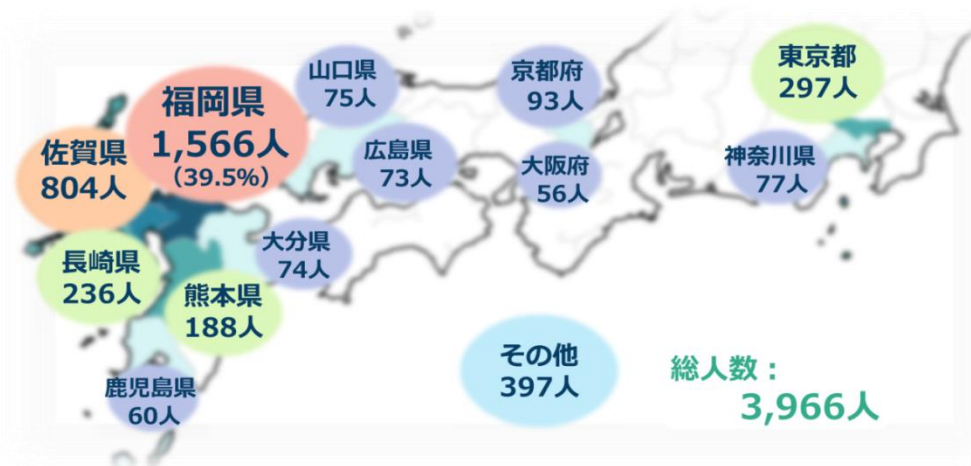 福岡県
1,566人
（39.5%）
佐賀県
804人
長崎県
236人
熊本県
188人
鹿児島県
60人
大分県
74人
山口県
75人
広島県
73人
京都府
93人
大阪府
56人
東京都
297人
神奈川県
77人
その他
397人
総人数：
3,966人